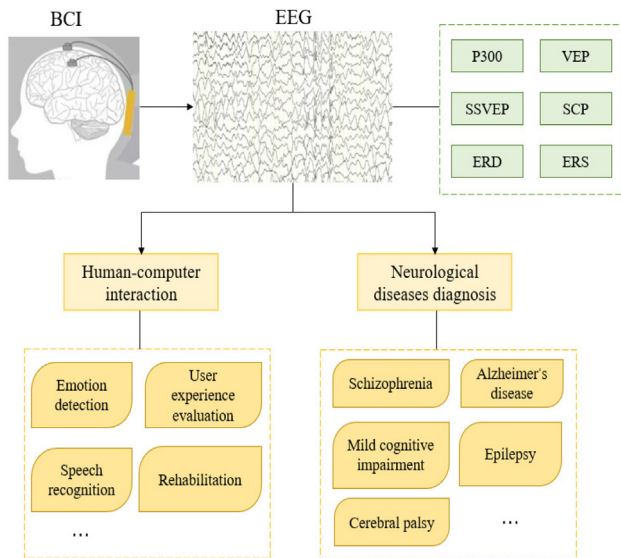 BCI
EEG
P300
VEP
SSVEP
SCP
ERD
ERS
Human-computer
interaction
Neurological
diseases diagnosis
Emotion
detection
User
experience
evaluation
Speech
recognition
Rehabilitation
...
Schizophrenia
Alzheimer's
disease
Mild cognitive
impairment
Epilepsy
Cerebral palsy
...